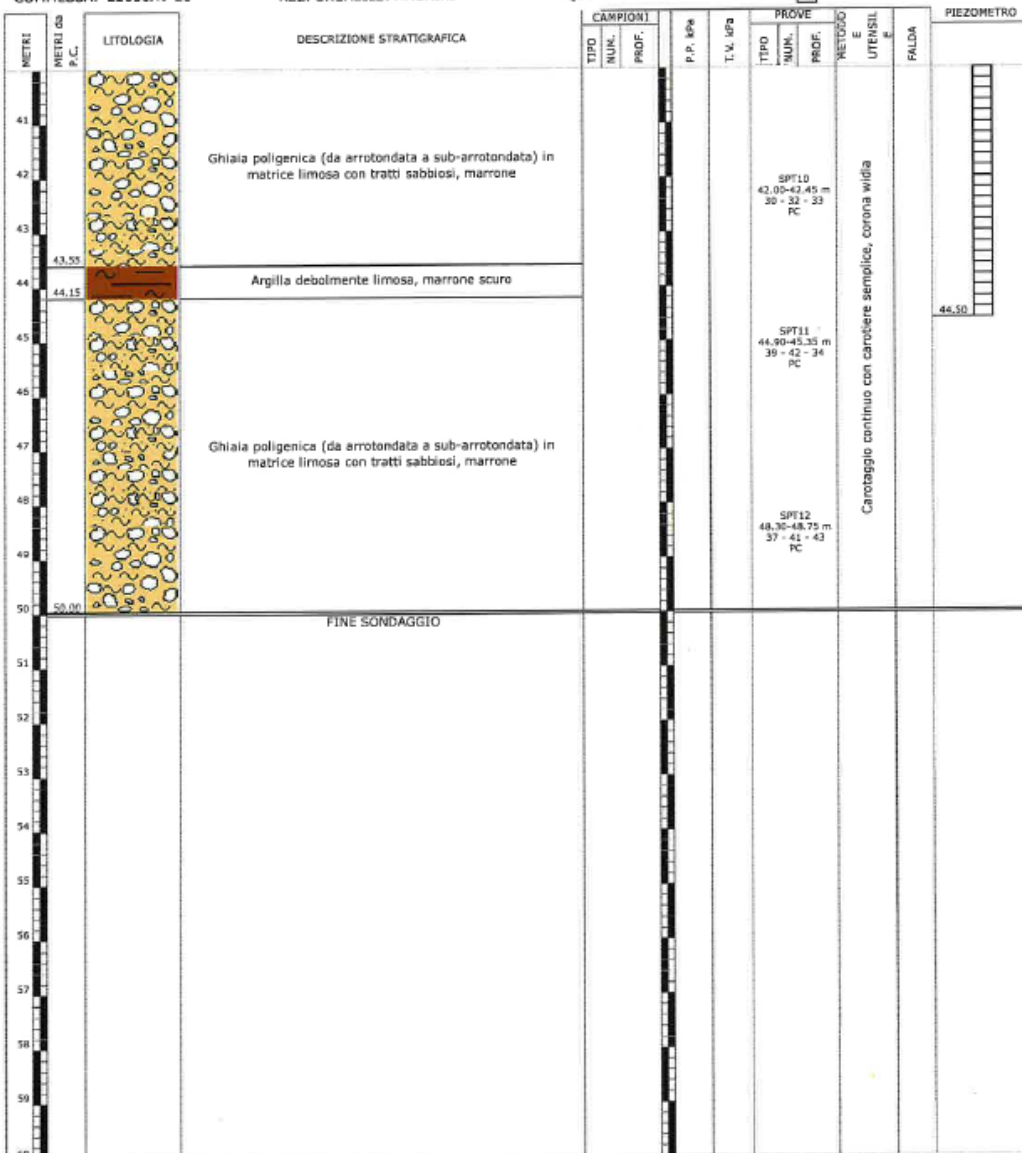 CAMPIONI
PROVE
PIEZOMETRO
METRI
METRI da
P.C.
LITOLOGIA
DESCRIZIONE STRATIGRAFICA
TIPO
NUM.
PROF.
P.P. kPa
T.V. kPa
TIPO
NUM.
PROF.
METODO
E
UTENSIL
E
FALDA
41
42
43
44
45
46
47
48
49
50
51
52
53
54
55
56
57
58
59
43.55
44.15
50.00
Ghiaia poligenica (da arrotondata a sub-arrotondata) in
matrice limosa con tratti sabbiosi, marrone
Argilla debolmente limosa, marrone scuro
Ghiaia poligenica (da arrotondata a sub-arrotondata) in
matrice limosa con tratti sabbiosi, marrone
FINE SONDAGGIO
SPT10
42.00-42.45 m
30 - 32 - 33
PC
SPT11
44.90-45.35 m
39 - 42 - 34
PC
SPT12
48.30-48.75 m
37 - 41 - 43
PC
Carotaggio continuo con carotiere semplice, corona widia
44.50